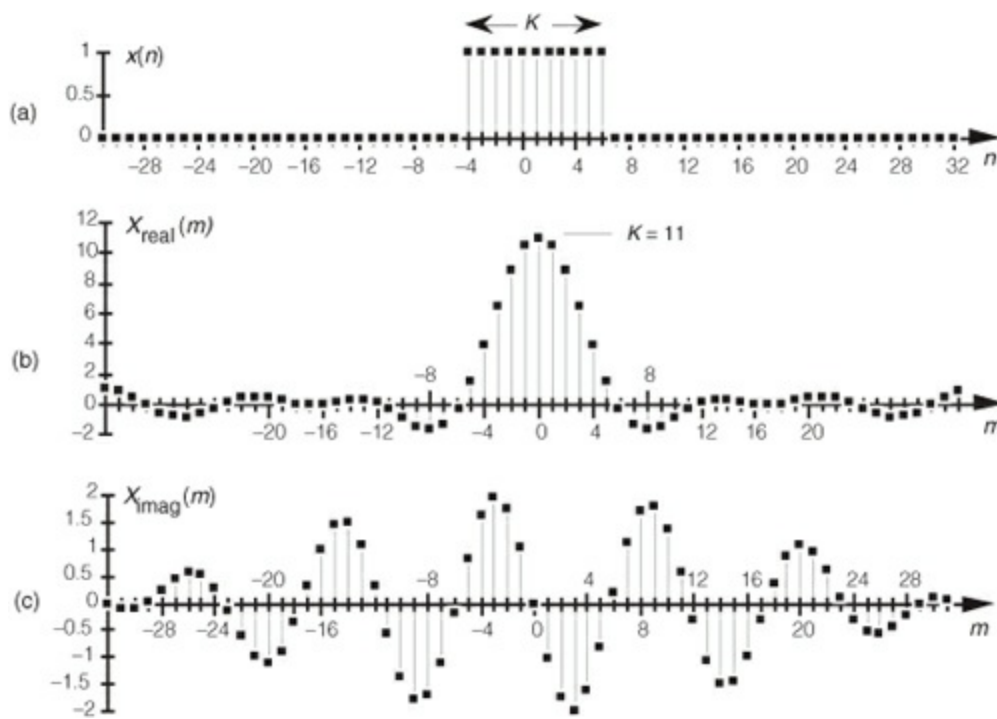 K
1 x(n)
(a) 0.5
0
−28 −20 −16 −12 −8 −4 0 4 8 12 16 20 24 28 32 n
12 X real (m)
10 K = 11
8
6
4
(b) 2 −8 8
0
−2 −20 −16 −12 −4 0 4 12 16 20 m
2 X imag (m)
1.5
1
0.5 −20 −8 4 12 16 24 28
(c) 0
−0.5 −28 −24 −16 −4 0 8 20 m
−1
−1.5
−2